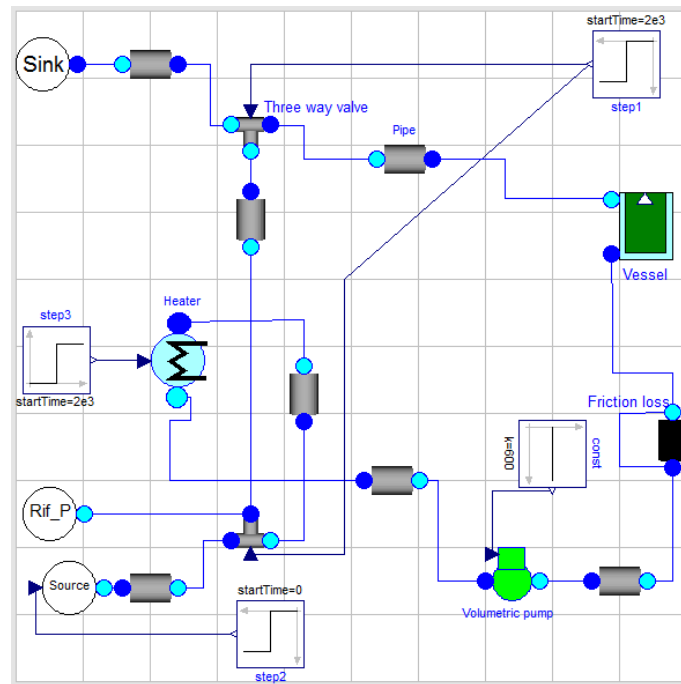 startTime=2e3
Sink
step1
Three way valve
Pipe
Vessel
step3
Heater
startTime=2e3
Friction loss
const
k=600
Rif_P
Source
startTime=0
Volumetric pump
step2